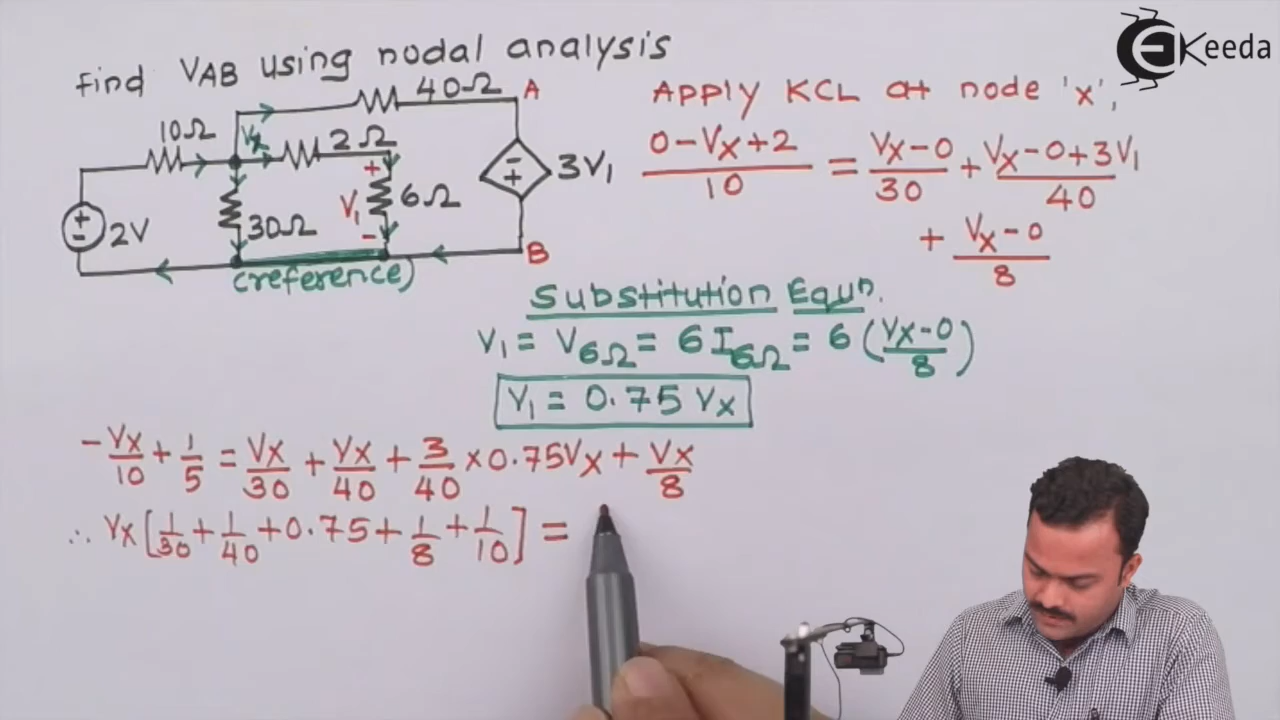 Find VAB using nodal analysis
EKeeda
40Ω A
10Ω Vx 2Ω
+ - 2V 30Ω + V1 - 6Ω - + 3V1
B
(reference)
Apply KCL at node 'x',
0-Vx+2/10 = Vx-0/30 + Vx-0+3V1/40
+ Vx-0/8
Substitution Equn.
V1 = V6Ω = 6 I6Ω = 6 (Vx-0/8)
V1 = 0.75 Vx
-Vx/10 + 1/5 = Vx/30 + Vx/40 + 3/40 × 0.75Vx + Vx/8
∴ Vx[1/30 + 1/40 + 0.75 + 1/8 + 1/10] =